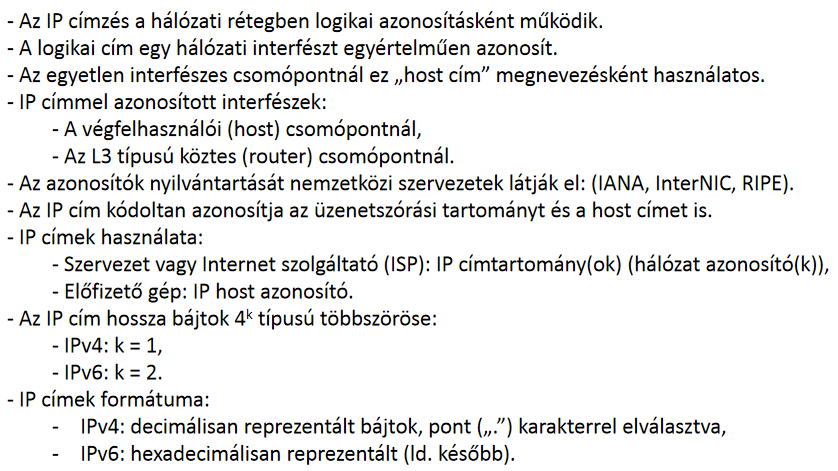 - Az IP címzés a hálózati rétegben logikai azonosításként működik.
- A logikai cím egy hálózati interfészt egyértelműen azonosít.
- Az egyetlen interfészes csomópontnál ez „host cím” megnevezésként használatos.
- IP címmel azonosított interfészek:
- A végfelhasználói (host) csomópontnál,
- Az L3 típusú köztes (router) csomópontnál.
- Az azonosítók nyilvántartását nemzetközi szervezetek látják el: (IANA, InterNIC, RIPE).
- Az IP cím kódoltan azonosítja az üzenetszórási tartományt és a host címet is.
- IP címek használata:
- Szervezet vagy Internet szolgáltató (ISP): IP címtartomány(ok) (hálózat azonosító(k)),
- Előfizető gép: IP host azonosító.
- Az IP cím hossza bájtok 4ᵏ típusú többszöröse:
- IPv4: k = 1,
- IPv6: k = 2.
- IP címek formátuma:
- IPv4: decimálisan reprezentált bájtok, pont („.”) karakterrel elválasztva,
- IPv6: hexadecimálisan reprezentált (ld. később).